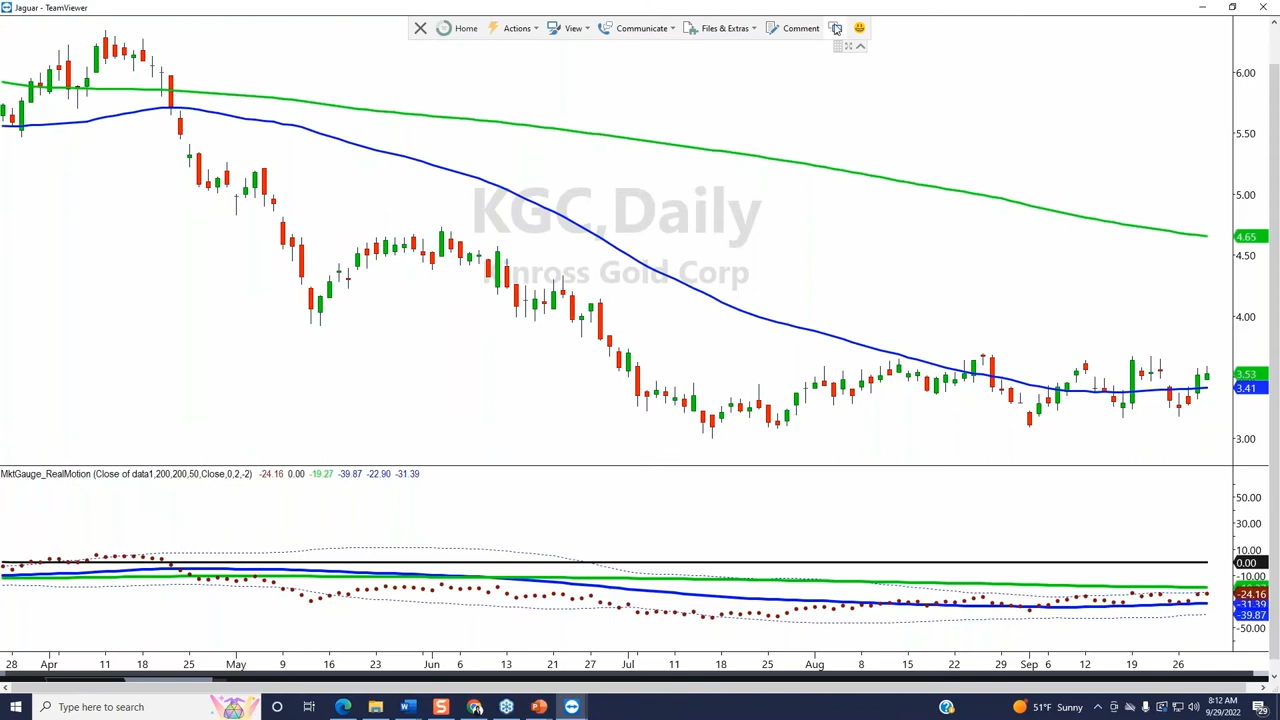 Jaguar - TeamViewer
Home Actions View Communicate Files & Extras Comment
KGC,Daily
Kinross Gold Corp
6.00
5.50
5.00
4.65
4.50
4.00
3.53
3.41
3.00
MktGauge_RealMotion (Close of data1,200,200,50,Close,0,2,-2) -24.16 0.00 -19.27 -39.87 -22.90 -31.39
50.00
30.00
10.00
0.00
-10.00
-24.16
-31.39
-39.87
-50.00
28 Apr 11 18 25 May 9 16 23 Jun 6 13 21 27 Jul 11 18 25 Aug 8 15 22 29 Sep 6 12 19 26
Type here to search
51°F Sunny
8:12 AM
9/29/2022
29